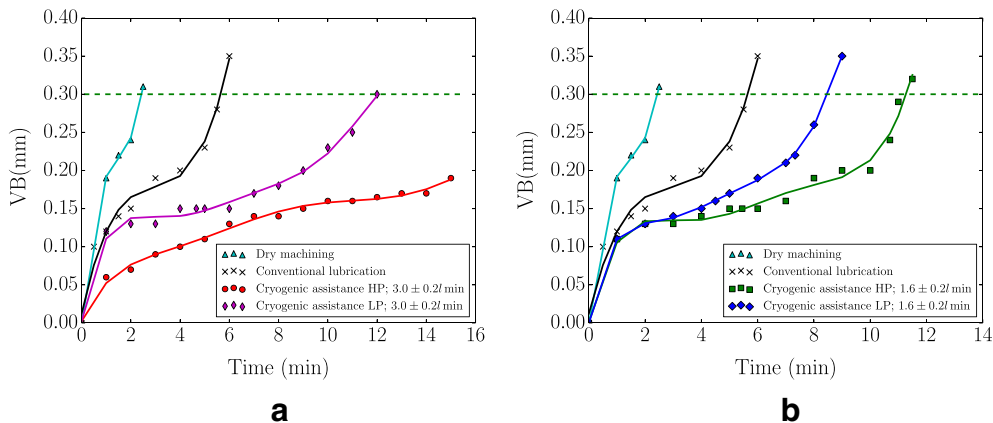 0.40
0.35
0.30
0.25
0.20
0.15
0.10
0.05
0.00
VB(mm)
0 2 4 6 8 10 12 14 16
Time (min)
Dry machining
Conventional lubrication
Cryogenic assistance HP; 3.0 ± 0.2l min
Cryogenic assistance LP; 3.0 ± 0.2l min
a
0.40
0.35
0.30
0.25
0.20
0.15
0.10
0.05
0.00
VB(mm)
0 2 4 6 8 10 12 14
Time (min)
Dry machining
Conventional lubrication
Cryogenic assistance HP; 1.6 ± 0.2l min
Cryogenic assistance LP; 1.6 ± 0.2l min
b